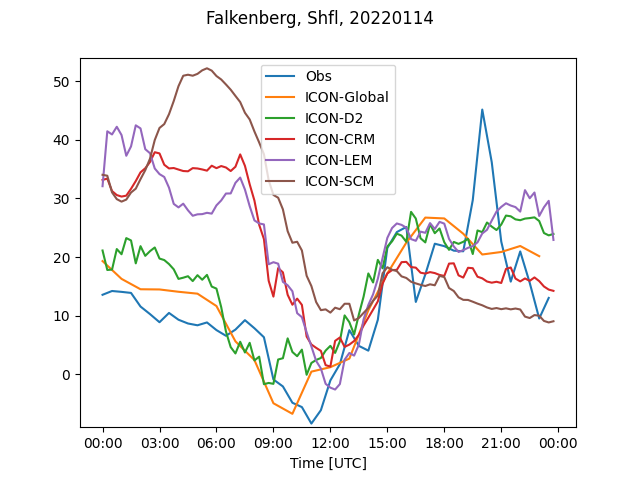 Falkenberg, Shfl, 20220114
Obs
ICON-Global
ICON-D2
ICON-CRM
ICON-LEM
ICON-SCM
50
40
30
20
10
0
00:00 03:00 06:00 09:00 12:00 15:00 18:00 21:00 00:00
Time [UTC]